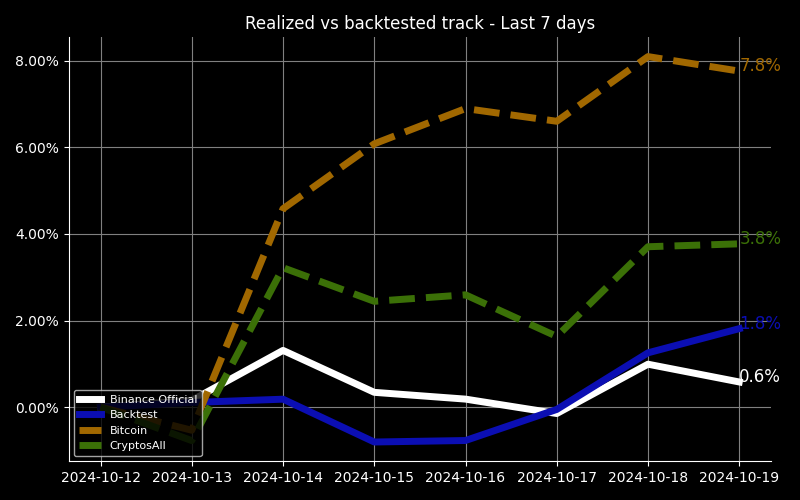 Realized vs backtested track - Last 7 days
8.00%
7.8%
6.00%
4.00%
3.8%
2.00%
1.8%
0.6%
0.00%
Binance Official
Backtest
Bitcoin
CryptosAll
2024-10-12 2024-10-13 2024-10-14 2024-10-15 2024-10-16 2024-10-17 2024-10-18 2024-10-19